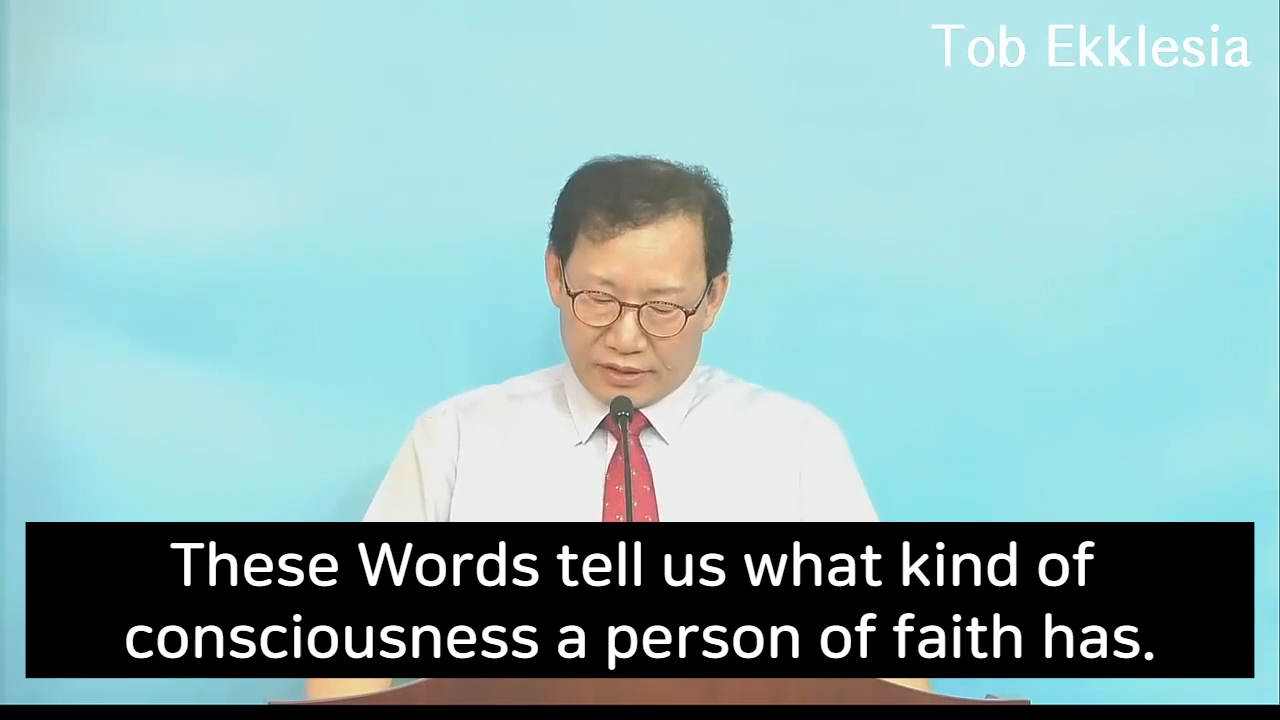 Tob Ekklesia
These Words tell us what kind of
consciousness a person of faith has.